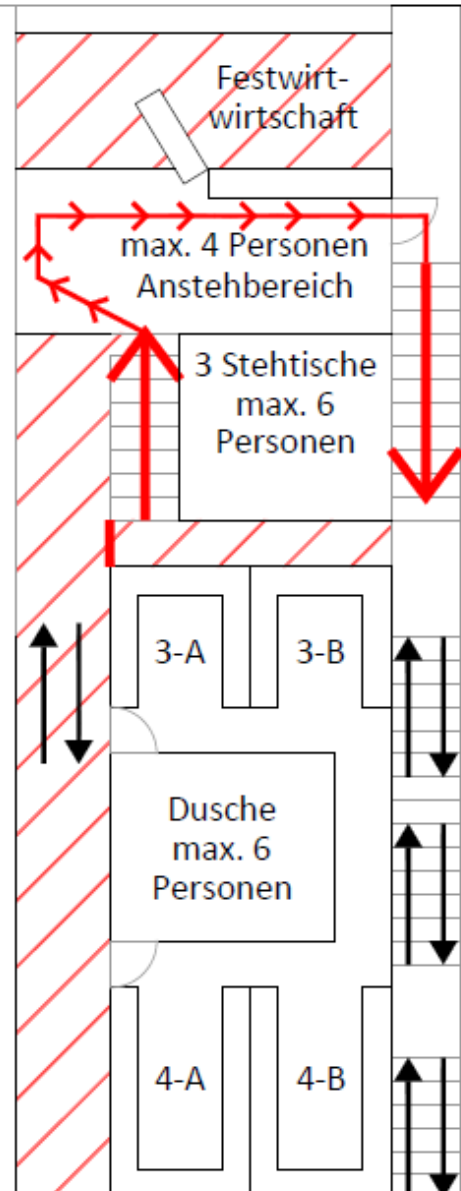 Festwirt-
wirtschaft
max. 4 Personen
Anstehbereich
3 Stehtische
max. 6
Personen
3-A
3-B
Dusche
max. 6
Personen
4-A
4-B